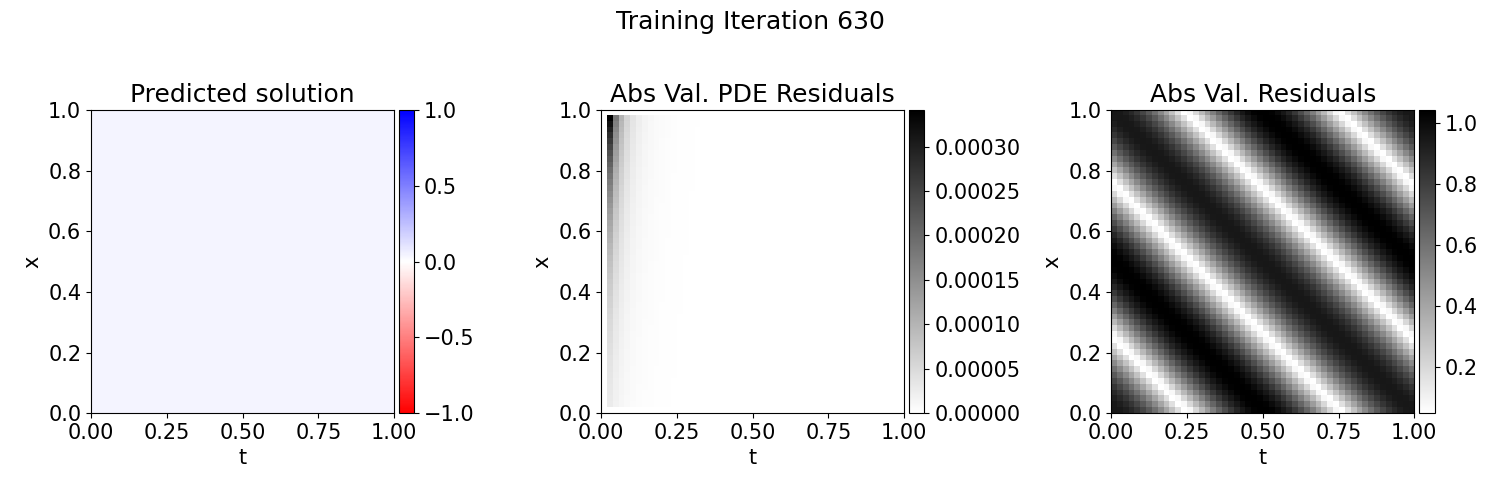 Training Iteration 630
Predicted solution
1.0
0.8
0.6
0.4
0.2
0.0
x
0.00 0.25 0.50 0.75 1.00
t
1.0
0.5
0.0
−0.5
−1.0
Abs Val. PDE Residuals
1.0
0.8
0.6
0.4
0.2
0.0
x
0.00 0.25 0.50 0.75 1.00
t
0.00030
0.00025
0.00020
0.00015
0.00010
0.00005
0.00000
Abs Val. Residuals
1.0
0.8
0.6
0.4
0.2
0.0
x
0.00 0.25 0.50 0.75 1.00
t
1.0
0.8
0.6
0.4
0.2